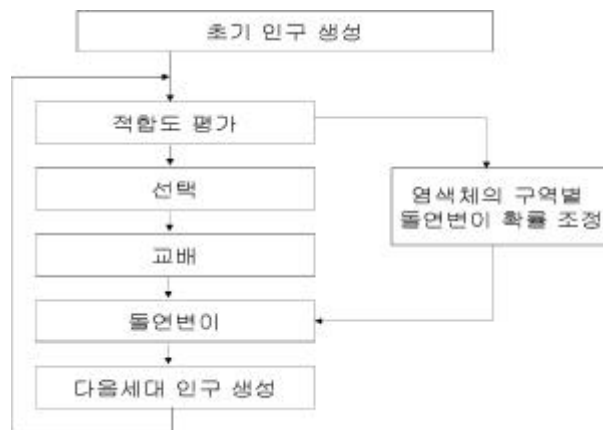 초기 인구 생성
적합도 평가
선택
염색체의 구역별
돌연변이 확률 조정
교배
돌연변이
다음세대 인구 생성